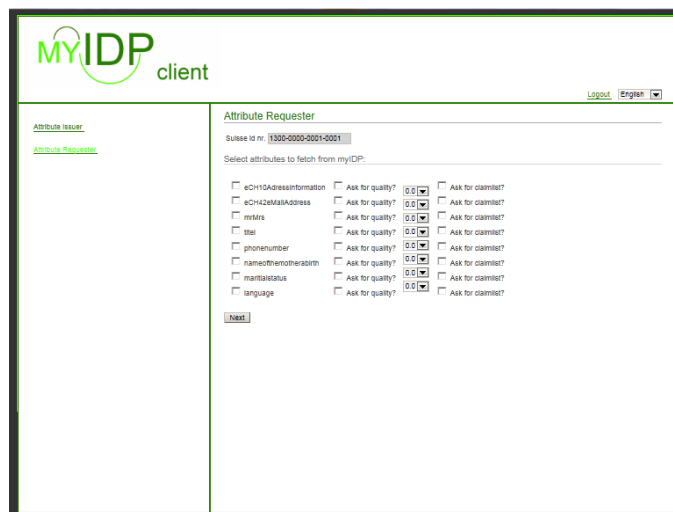 MYIDP
client
Logout English
Attribute Issuer
Attribute Requester
Attribute Requester
Suisse Id nr. 1300-0000-0001-0001
Select attributes to fetch from myIDP:
eCH10AdressInformation Ask for quality? 0.0 Ask for claimlist?
eCH42eMailAddress Ask for quality? 0.0 Ask for claimlist?
mrMrs Ask for quality? 0.0 Ask for claimlist?
titel Ask for quality? 0.0 Ask for claimlist?
phonenumber Ask for quality? 0.0 Ask for claimlist?
nameofthemotherabirth Ask for quality? 0.0 Ask for claimlist?
maritialstatus Ask for quality? 0.0 Ask for claimlist?
language Ask for quality? 0.0 Ask for claimlist?
Next